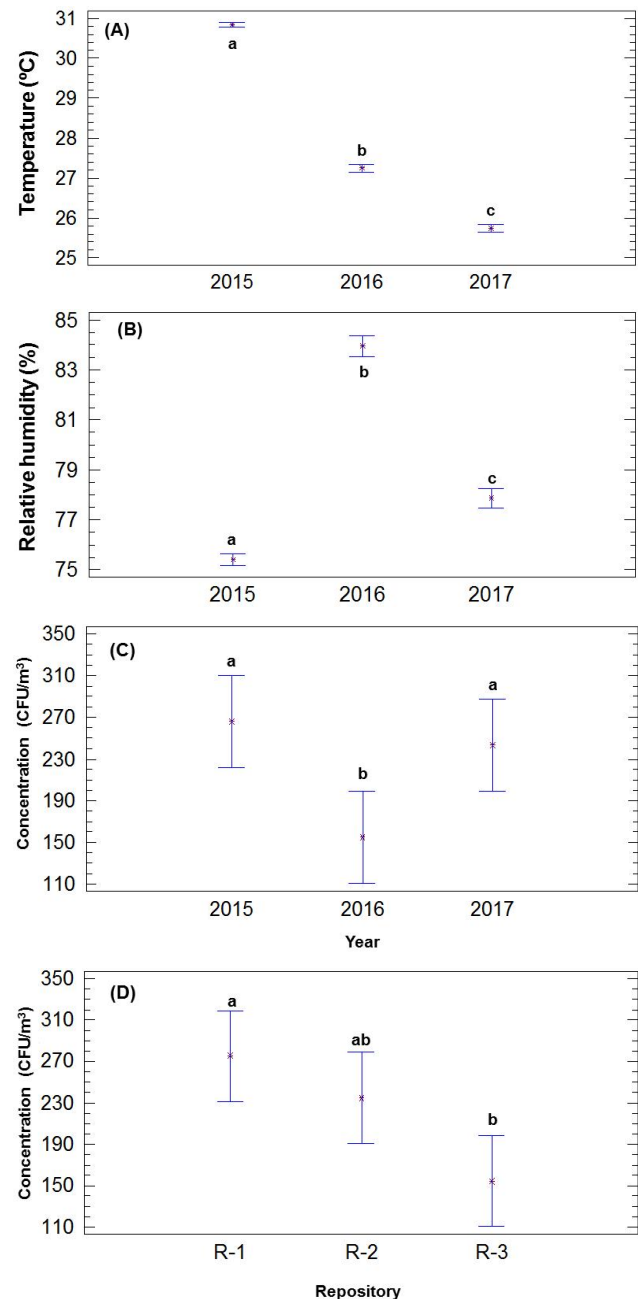 (A)
Temperature (ºC)
31
30
29
28
27
26
25
a
b
c
2015 2016 2017
(B)
Relative humidity (%)
85
83
79
77
75
a
b
c
2015 2016 2017
(C)
Concentration (CFU/m³)
350
310
270
230
190
150
110
a
b
a
2015 2016 2017
Year
(D)
Concentration (CFU/m³)
350
310
270
230
190
150
110
a
ab
b
R-1 R-2 R-3
Repository